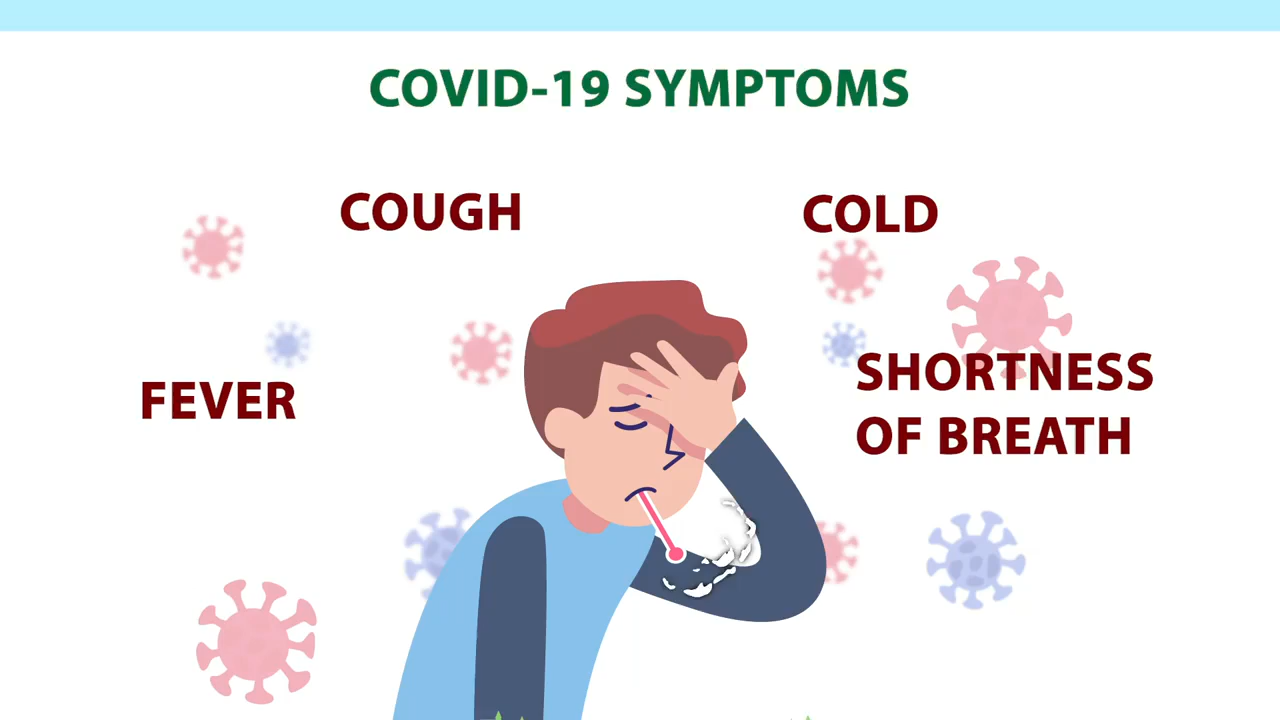 COVID-19 SYMPTOMS
COUGH
COLD
FEVER
SHORTNESS
OF BREATH